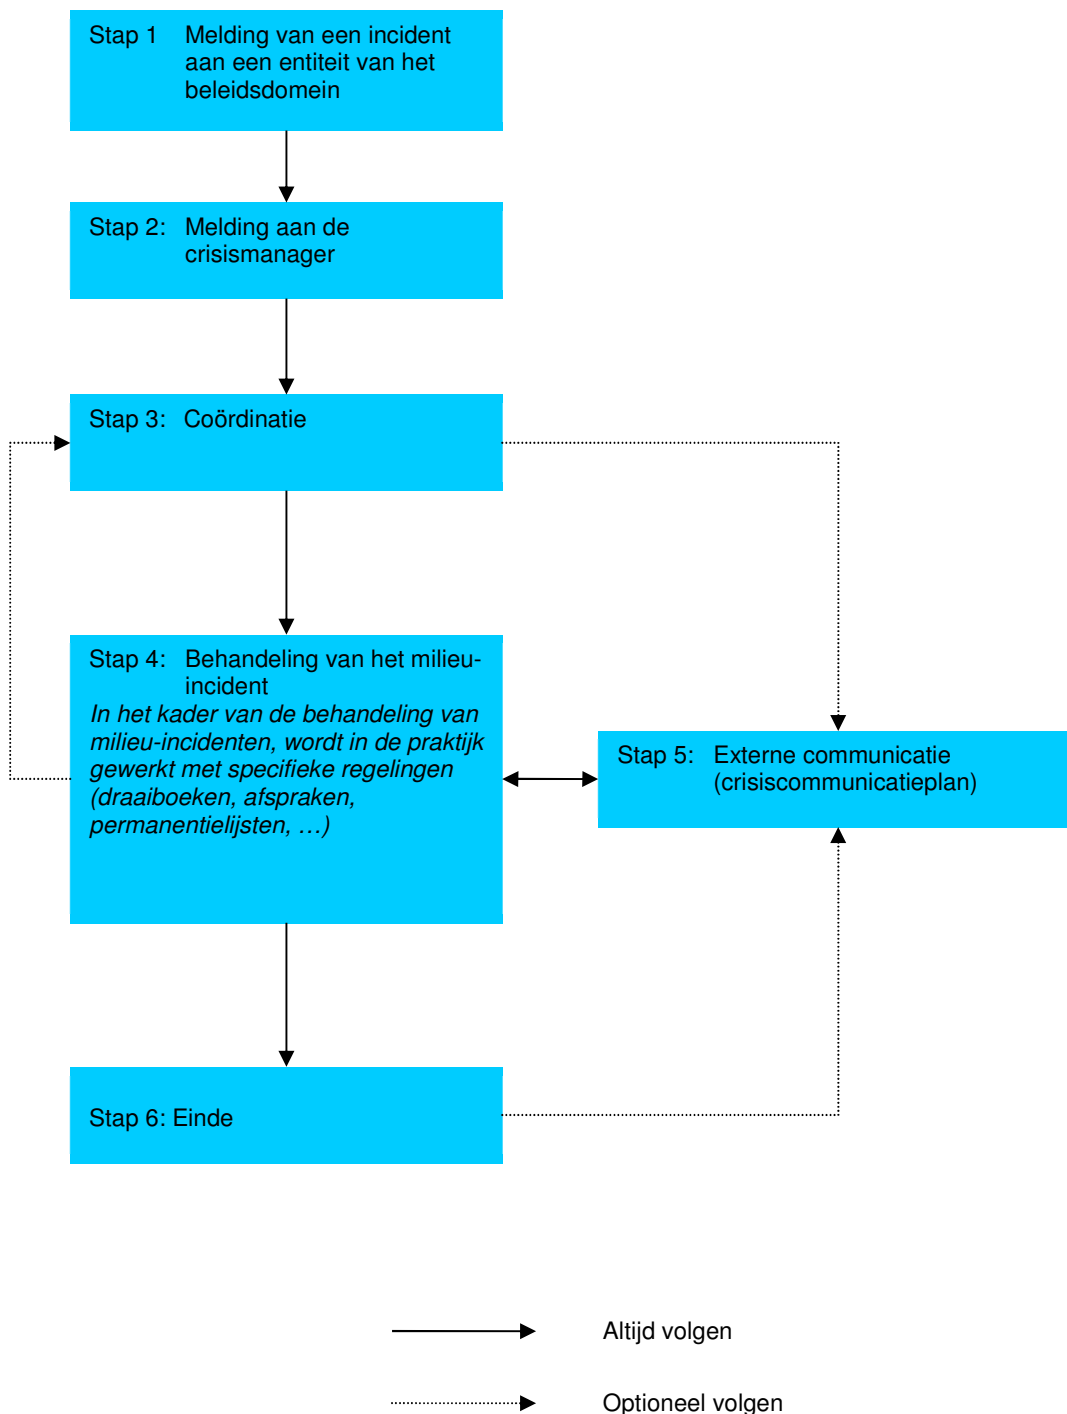 Stap 1 Melding van een incident
aan een entiteit van het
beleidsdomein
Stap 2: Melding aan de
crisismanager
Stap 3: Coördinatie
Stap 4: Behandeling van het milieu-
incident
In het kader van de behandeling van
milieu-incidenten, wordt in de praktijk
gewerkt met specifieke regelingen
(draaiboeken, afspraken,
permanentielijsten, …)
Stap 5: Externe communicatie
(crisiscommunicatieplan)
Stap 6: Einde
Altijd volgen
Optioneel volgen